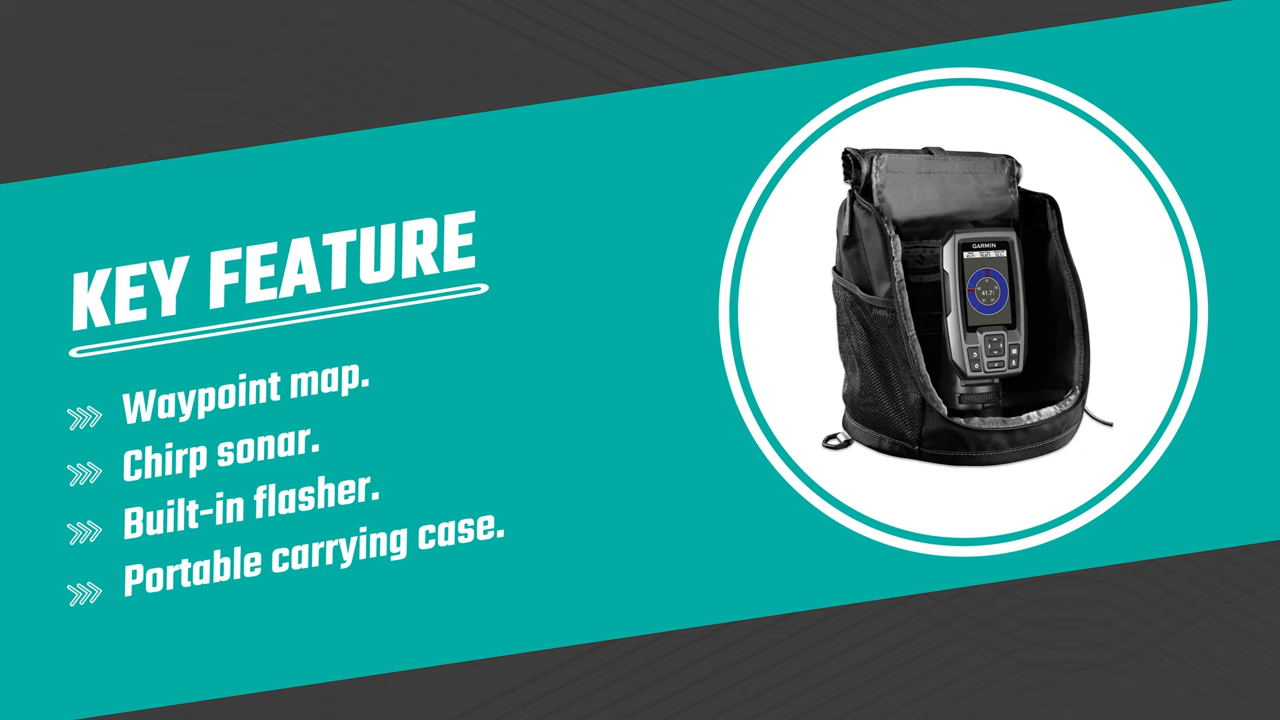 KEY FEATURE
Waypoint map.
Chirp sonar.
Built-in flasher.
Portable carrying case.
GARMIN
41.7